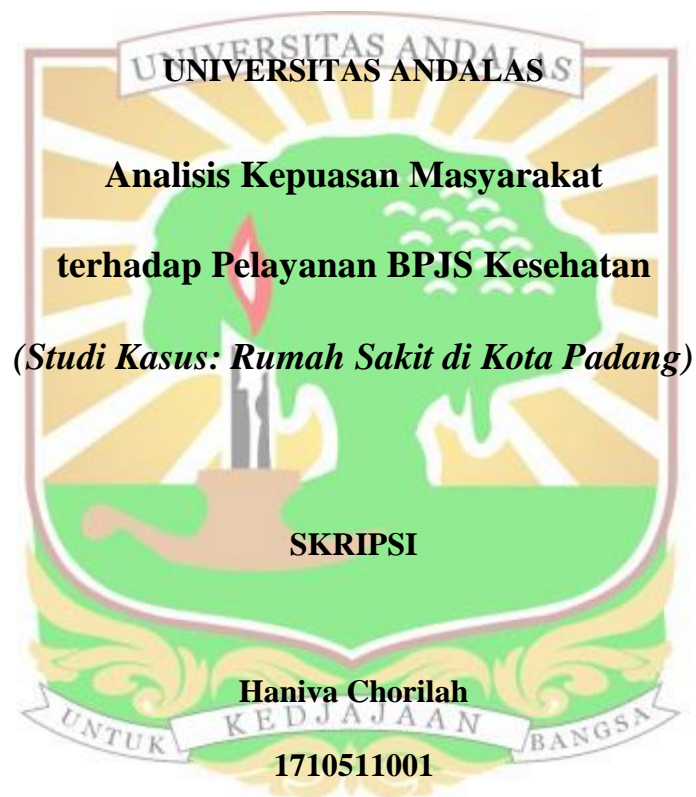 UNIVERSITAS ANDALAS
UNIVERSITAS ANDALAS
Analisis Kepuasan Masyarakat
terhadap Pelayanan BPJS Kesehatan
(Studi Kasus: Rumah Sakit di Kota Padang)
SKRIPSI
Haniva Chorilah
UNTUK KEDJAJAAN BANGSA
1710511001